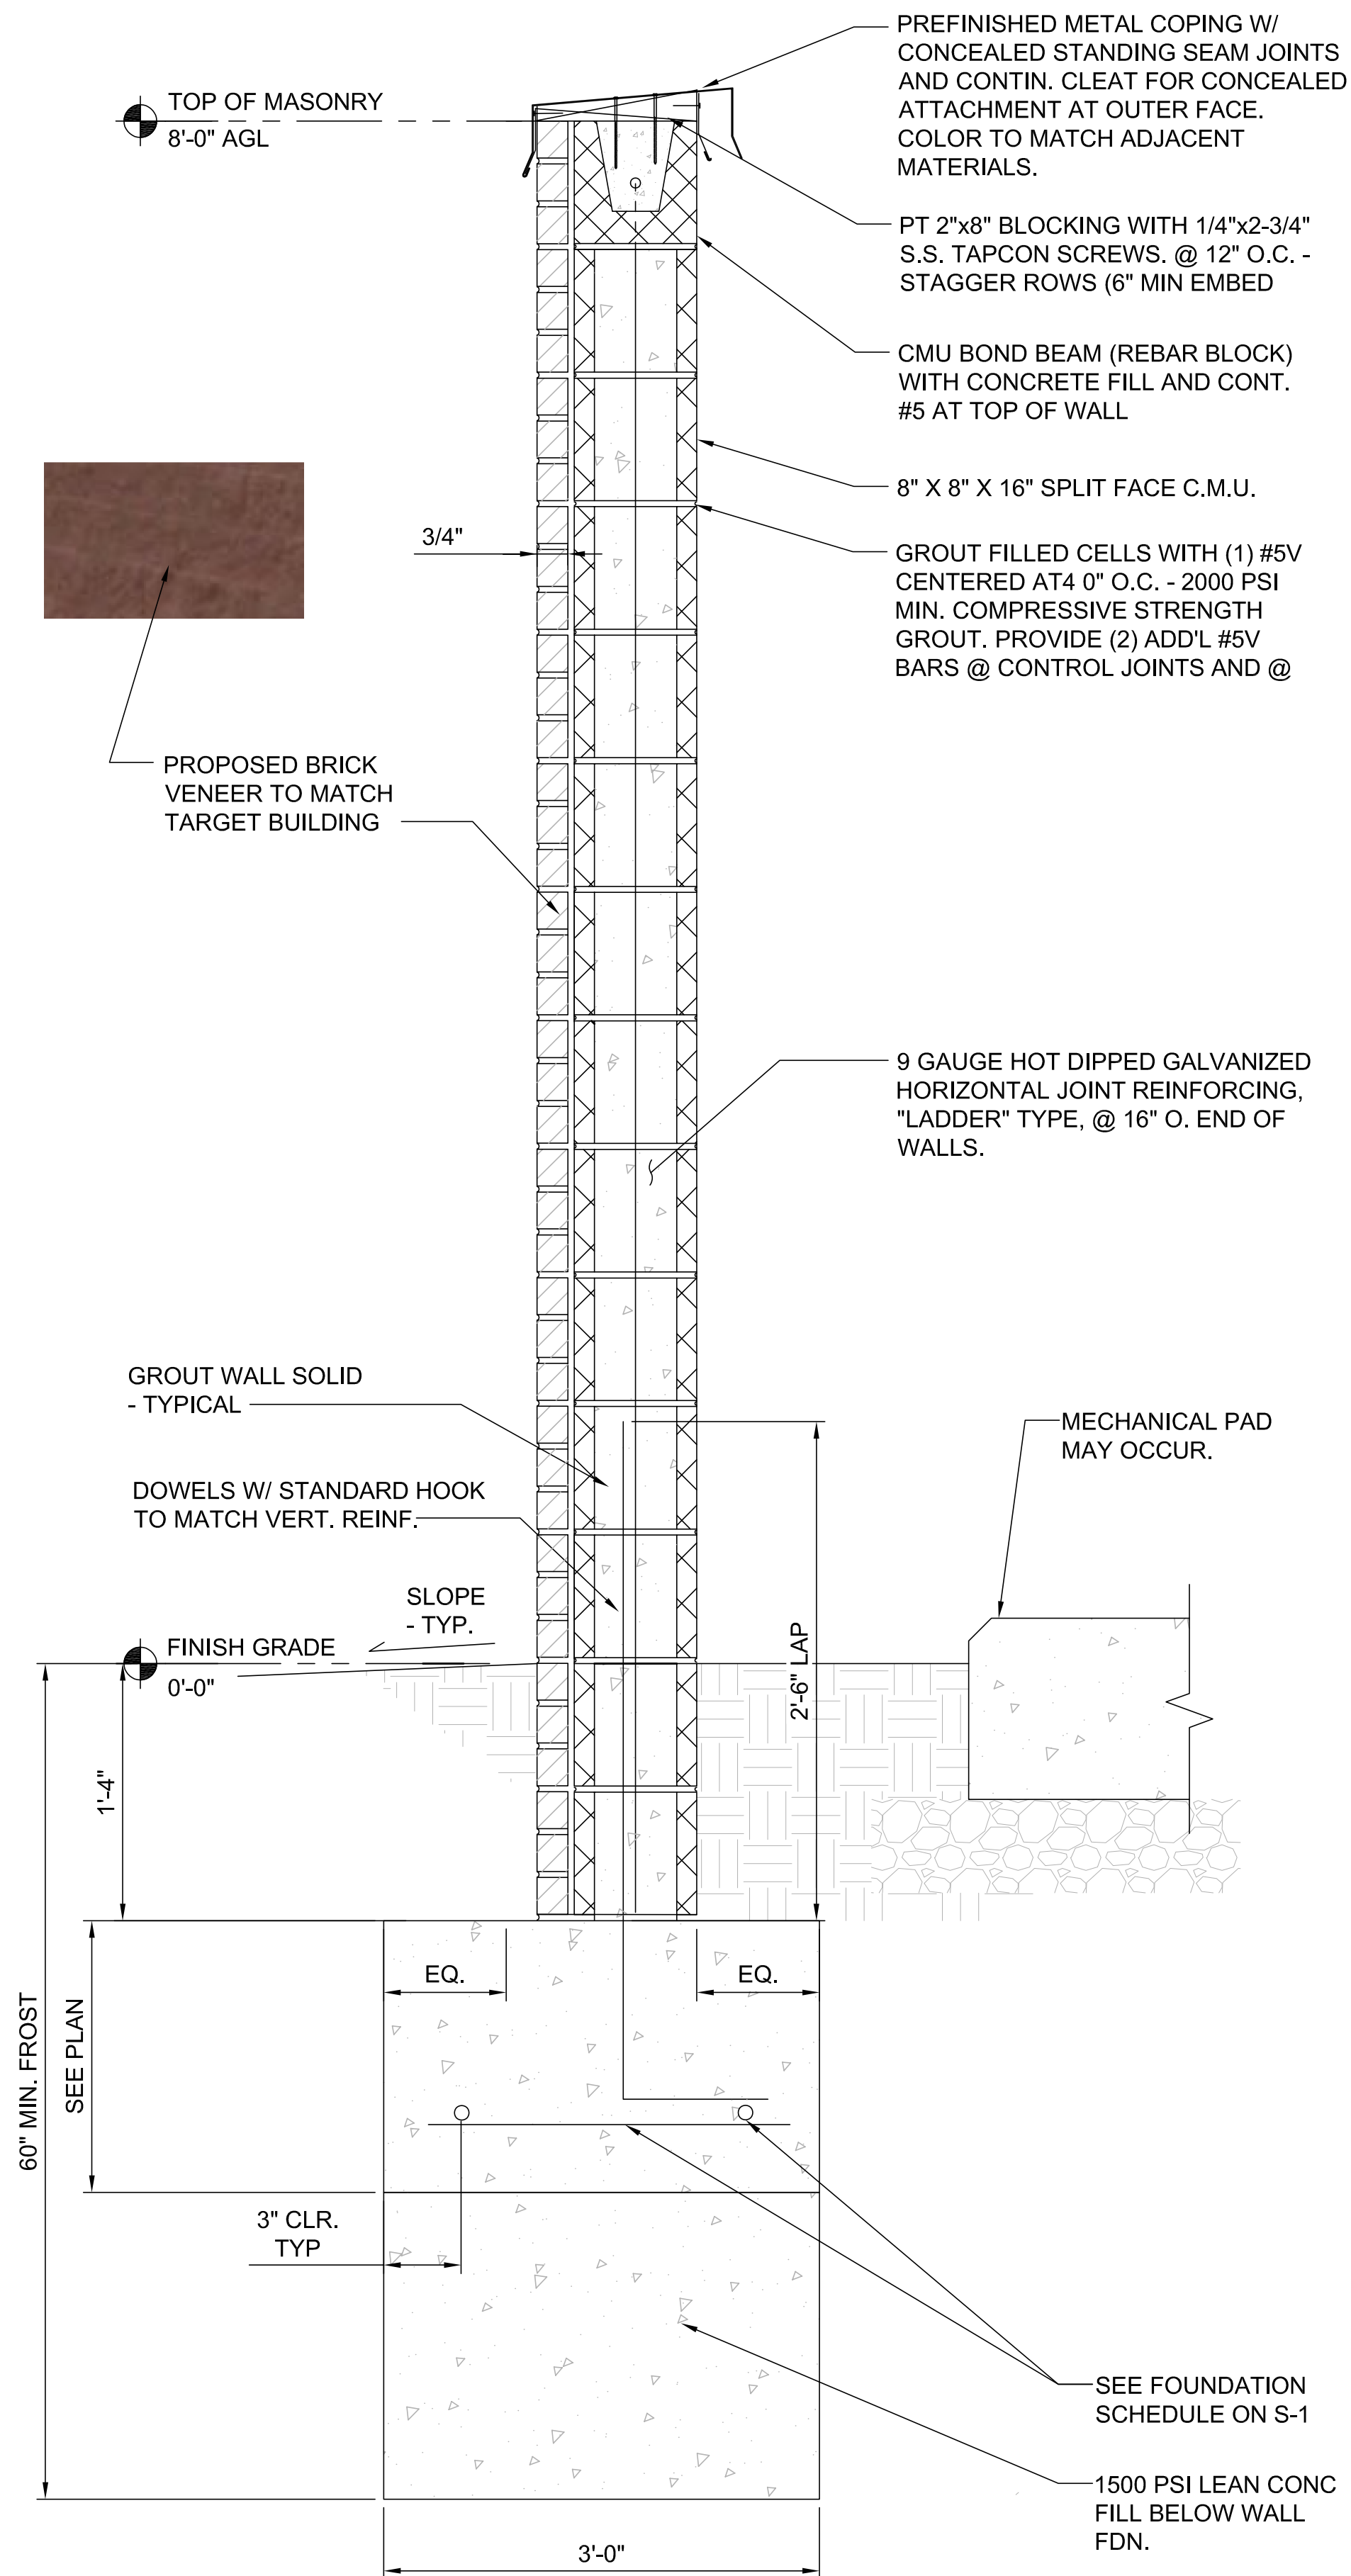 PREFINISHED METAL COPING W/
CONCEALED STANDING SEAM JOINTS
AND CONTIN. CLEAT FOR CONCEALED
ATTACHMENT AT OUTER FACE.
COLOR TO MATCH ADJACENT
MATERIALS.
TOP OF MASONRY
8'-0" AGL
PT 2"x8" BLOCKING WITH 1/4"x2-3/4"
S.S. TAPCON SCREWS. @ 12" O.C. -
STAGGER ROWS (6" MIN EMBED
CMU BOND BEAM (REBAR BLOCK)
WITH CONCRETE FILL AND CONT.
#5 AT TOP OF WALL
8" X 8" X 16" SPLIT FACE C.M.U.
3/4"
GROUT FILLED CELLS WITH (1) #5V
CENTERED AT4 0" O.C. - 2000 PSI
MIN. COMPRESSIVE STRENGTH
GROUT. PROVIDE (2) ADD'L #5V
BARS @ CONTROL JOINTS AND @
PROPOSED BRICK
VENEER TO MATCH
TARGET BUILDING
9 GAUGE HOT DIPPED GALVANIZED
HORIZONTAL JOINT REINFORCING,
"LADDER" TYPE, @ 16" O. END OF
WALLS.
GROUT WALL SOLID
- TYPICAL
MECHANICAL PAD
MAY OCCUR.
DOWELS W/ STANDARD HOOK
TO MATCH VERT. REINF.
SLOPE
- TYP.
FINISH GRADE
0'-0"
2'-6" LAP
1'-4"
EQ.
EQ.
SEE PLAN
60" MIN. FROST
3" CLR.
TYP
SEE FOUNDATION
SCHEDULE ON S-1
1500 PSI LEAN CONC
FILL BELOW WALL
FDN.
3'-0"